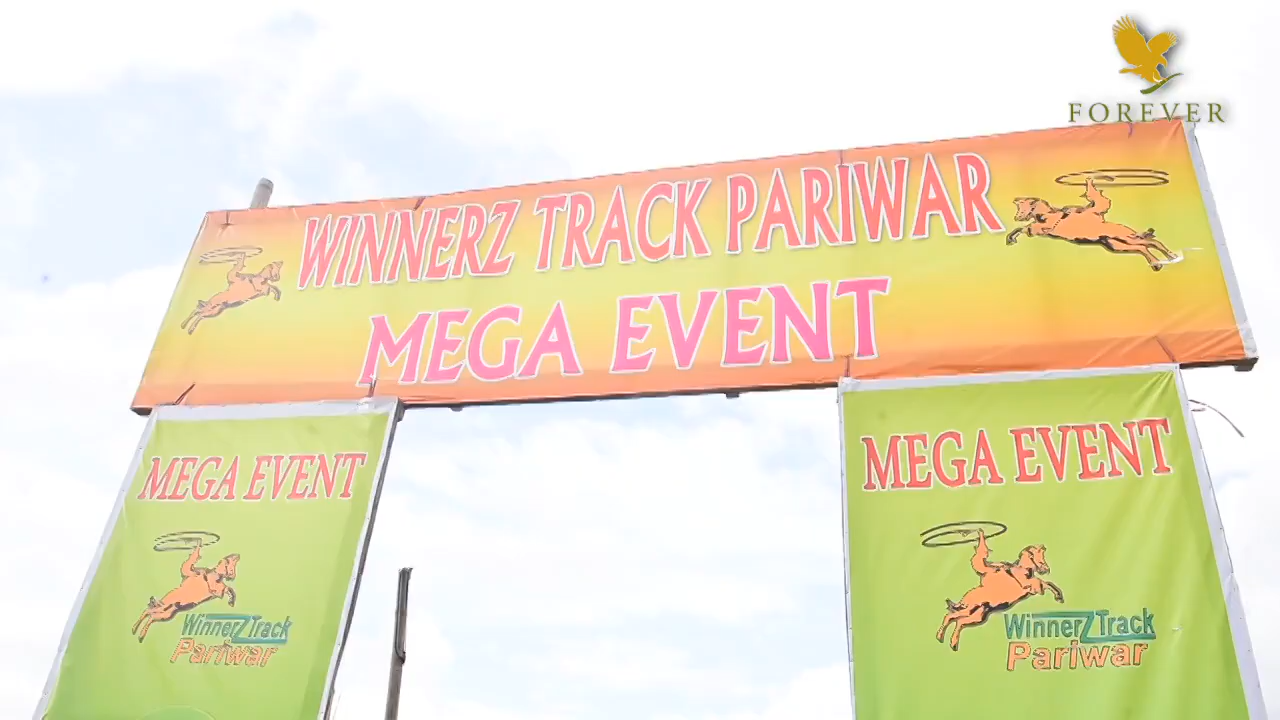 FOREVER
WINNERZ TRACK PARIWAR
MEGA EVENT
MEGA EVENT
WinnerZ Track
Pariwar
MEGA EVENT
WinnerZ Track
Pariwar